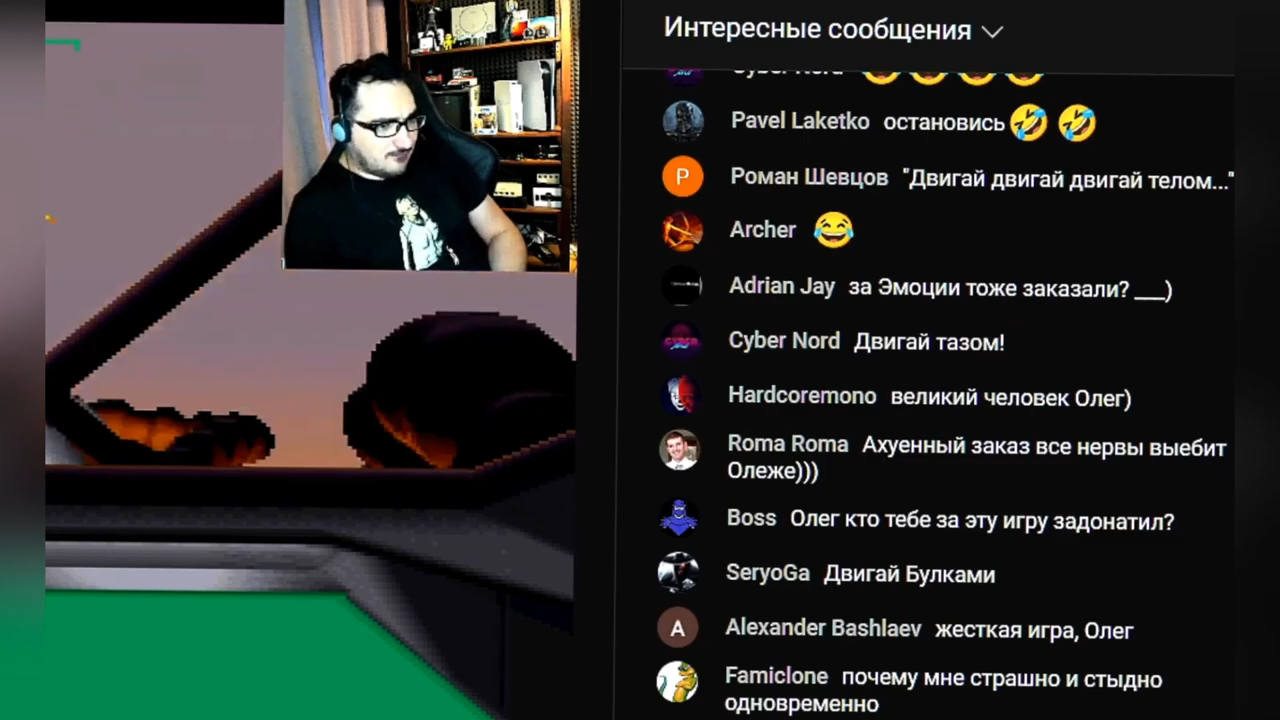 Интересные сообщения
Cyber Nord
Pavel Laketko остановись
Р
Роман Шевцов "Двигай двигай двигай телом..."
Archer
Adrian Jay за Эмоции тоже заказали? ___)
Cyber Nord Двигай тазом!
Hardcoremono великий человек Олег)
Roma Roma Ахуенный заказ все нервы выебит
Олеже)))
Boss Олег кто тебе за эту игру задонатил?
SeryoGa Двигай Булками
A
Alexander Bashlaev жесткая игра, Олег
Famiclone почему мне страшно и стыдно
одновременно